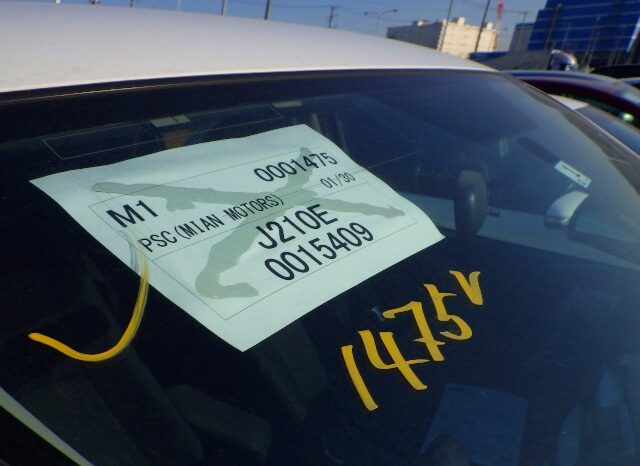 M1 0001475
PSC(MIAN MOTORS) 01/30
J210E
0015409
1475